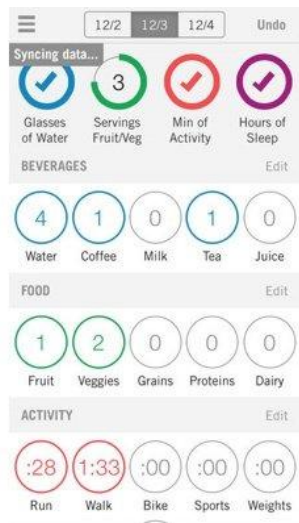 12/2 12/3 12/4 Undo
Syncing data...
3
Glasses of Water
Servings Fruit/Veg
Min of Activity
Hours of Sleep
BEVERAGES Edit
4 1 0 1 0
Water Coffee Milk Tea Juice
FOOD Edit
1 2 0 0 0
Fruit Veggies Grains Proteins Dairy
ACTIVITY Edit
:28 1:33 :00 :00 :00
Run Walk Bike Sports Weights